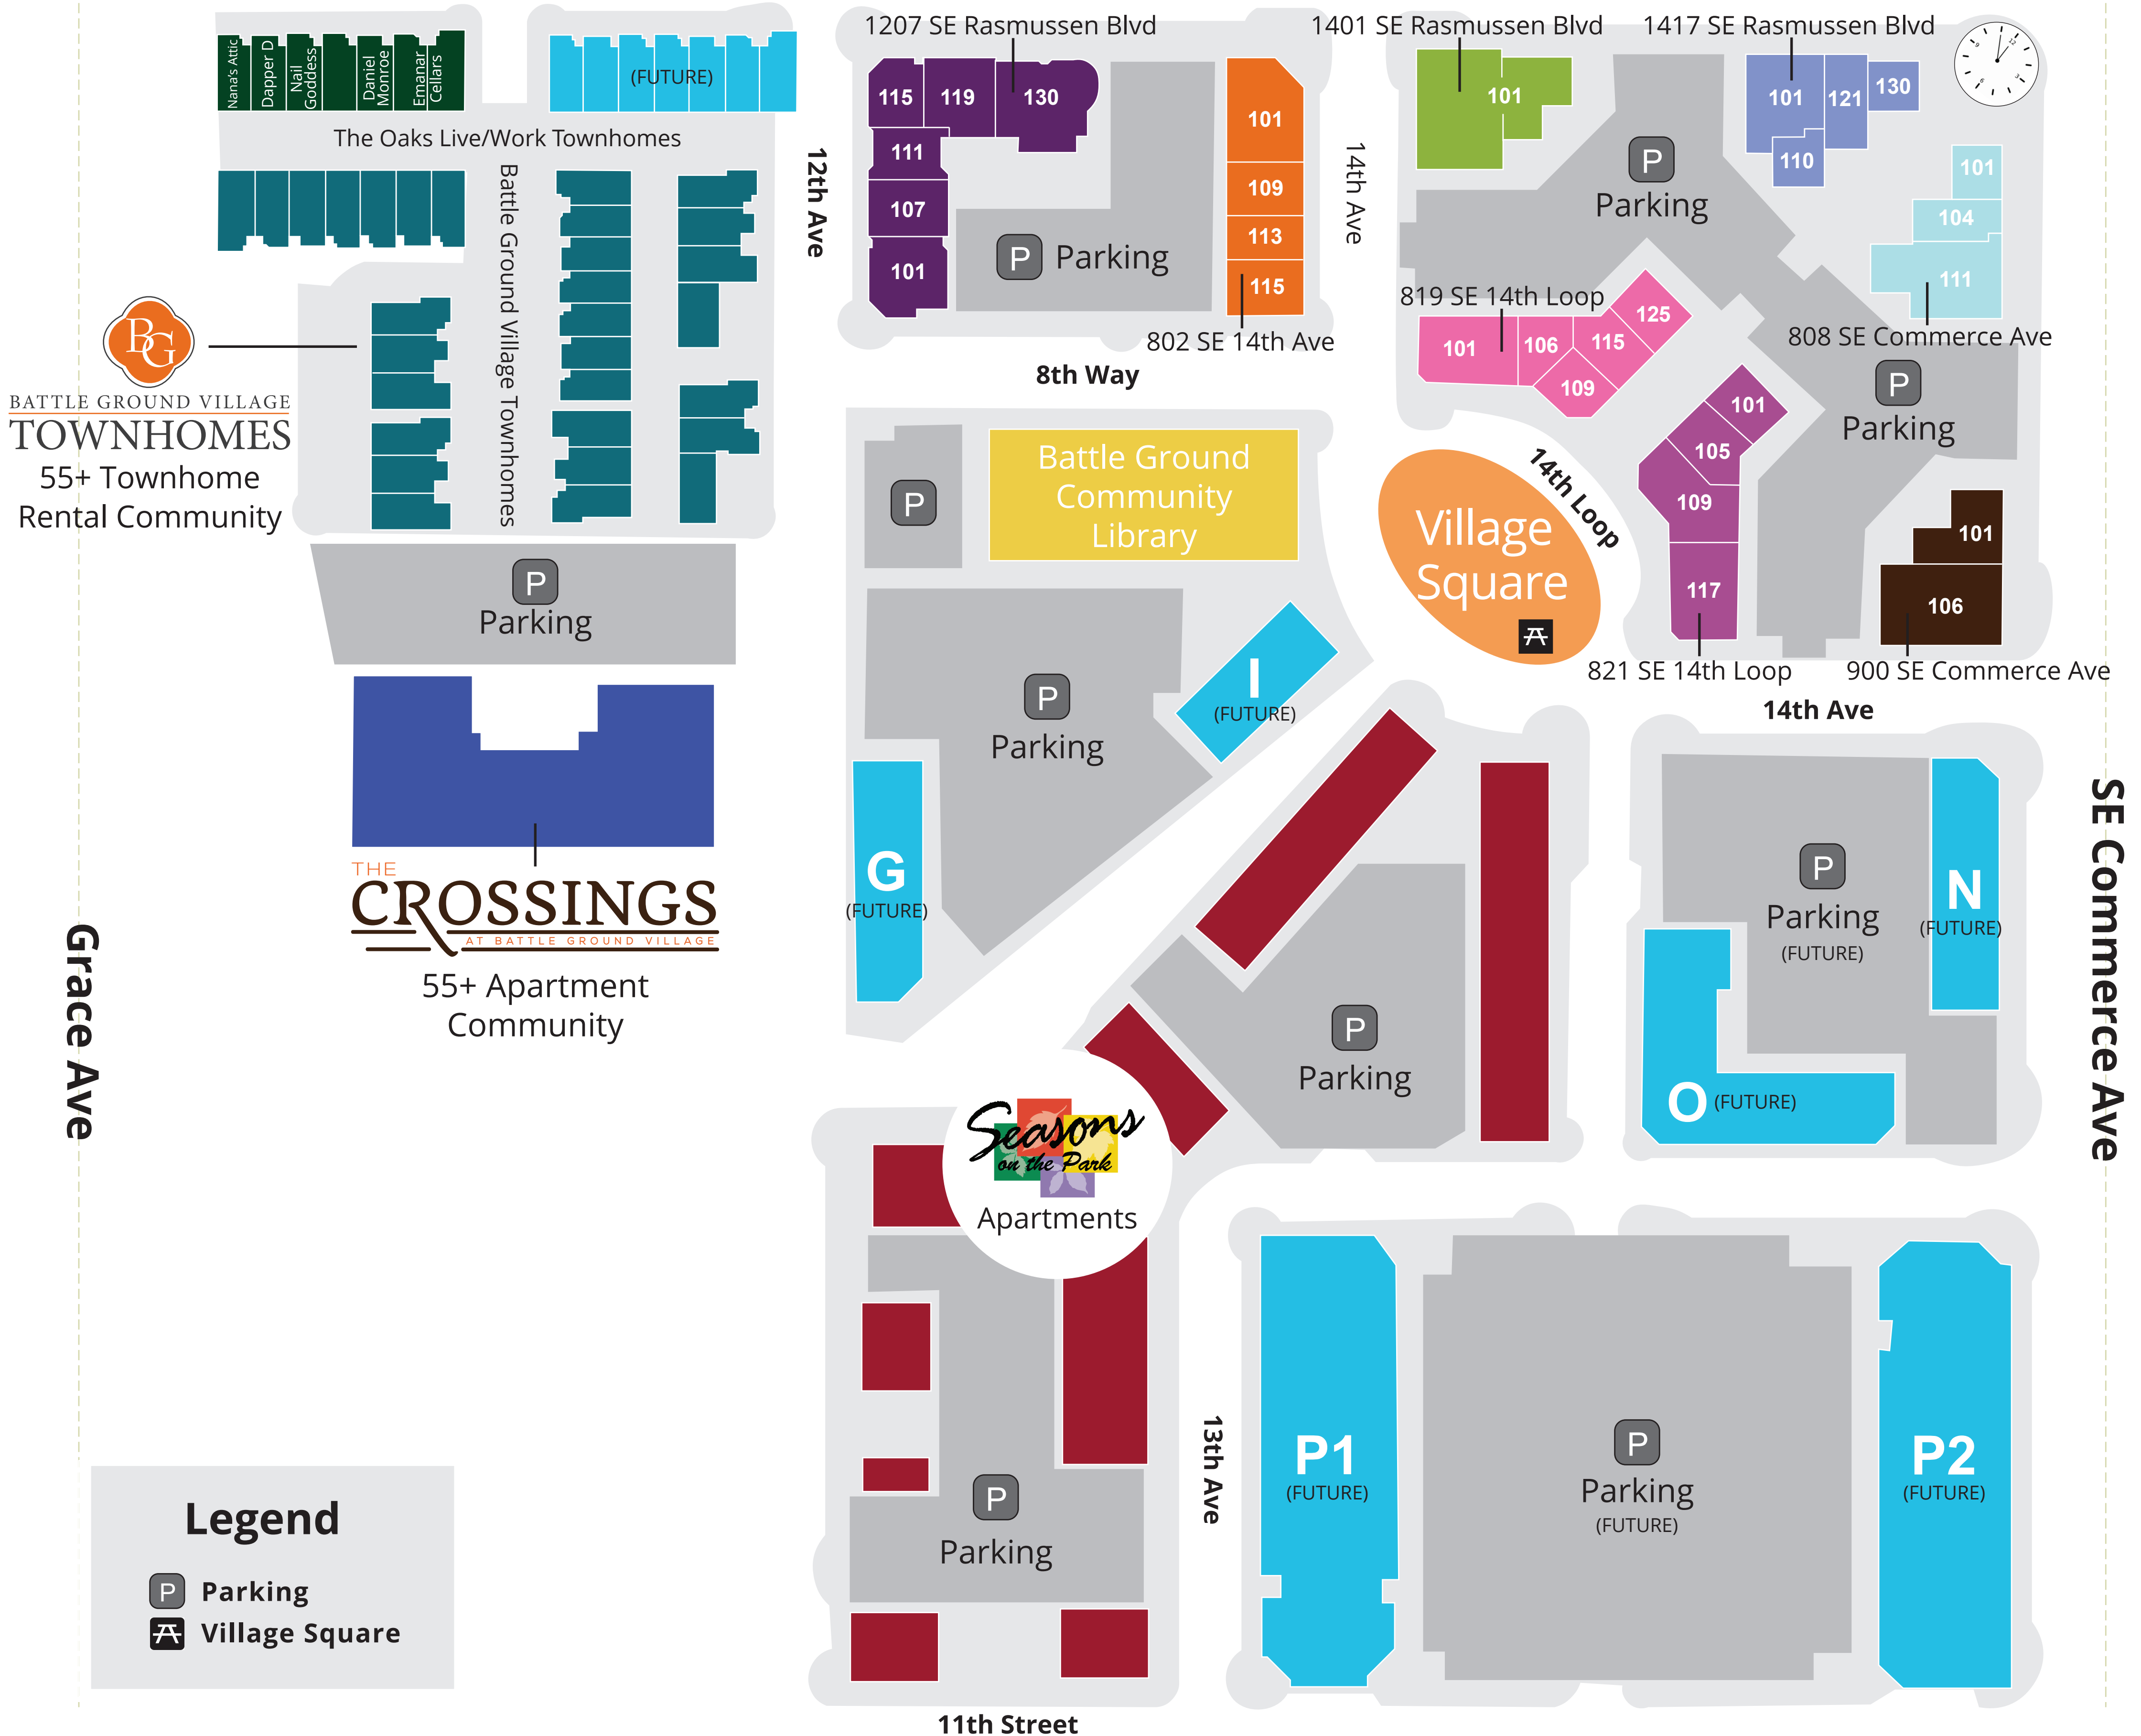 1207 SE Rasmussen Blvd
1401 SE Rasmussen Blvd
1417 SE Rasmussen Blvd
Nana's Attic
Dapper D
Nail
Goddess
Daniel
Monroe
Emanar
Cellars
(FUTURE)
The Oaks Live/Work Townhomes
Battle Ground Village Townhomes
12th Ave
115
119
130
111
107
101
P
Parking
101
109
113
115
802 SE 14th Ave
14th Ave
8th Way
101
P
Parking
101
121
130
110
12
3
6
9
101
104
111
808 SE Commerce Ave
819 SE 14th Loop
101
106
115
125
109
P
Parking
101
105
109
117
821 SE 14th Loop
101
106
900 SE Commerce Ave
14th Loop
14th Ave
Village
Square
BG
BATTLE GROUND VILLAGE
TOWNHOMES
55+ Townhome
Rental Community
P
Parking
THE
CROSSINGS
AT BATTLE GROUND VILLAGE
55+ Apartment
Community
P
Battle Ground
Community
Library
P
Parking
I
(FUTURE)
G
(FUTURE)
P
Parking
P
Parking
(FUTURE)
N
(FUTURE)
O
(FUTURE)
Grace Ave
SE Commerce Ave
Seasons
on the Park
Apartments
P
Parking
13th Ave
P1
(FUTURE)
P
Parking
(FUTURE)
P2
(FUTURE)
11th Street
Legend
P
Parking
Village Square